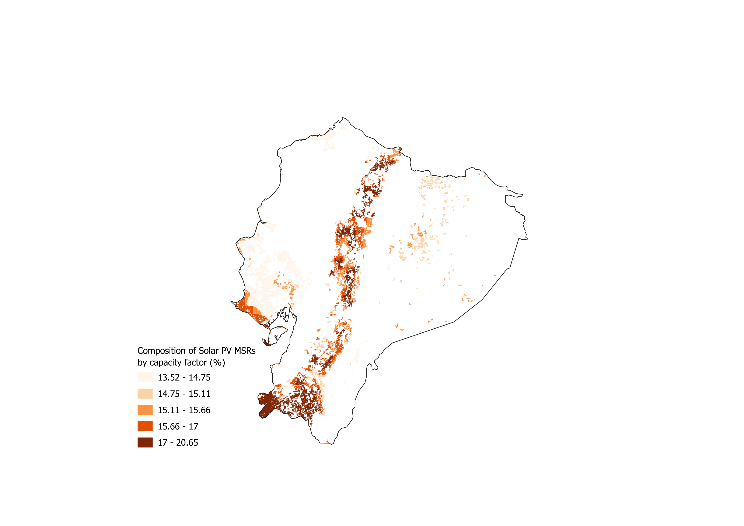 Composition of Solar PV MSRs
by capacity factor (%)
13.52 - 14.75
14.75 - 15.11
15.11 - 15.66
15.66 - 17
17 - 20.65